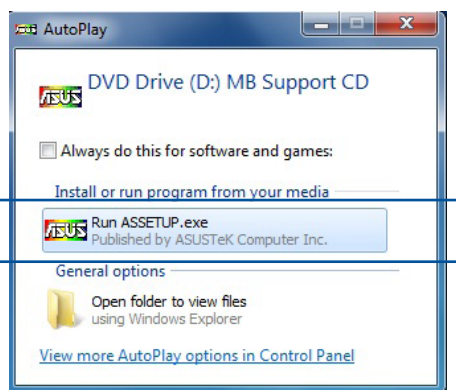 AutoPlay
DVD Drive (D:) MB Support CD
ASUS
Always do this for software and games:
Install or run program from your media
ASUS
Run ASSETUP.exe
Published by ASUSTeK Computer Inc.
General options
Open folder to view files
using Windows Explorer
View more AutoPlay options in Control Panel